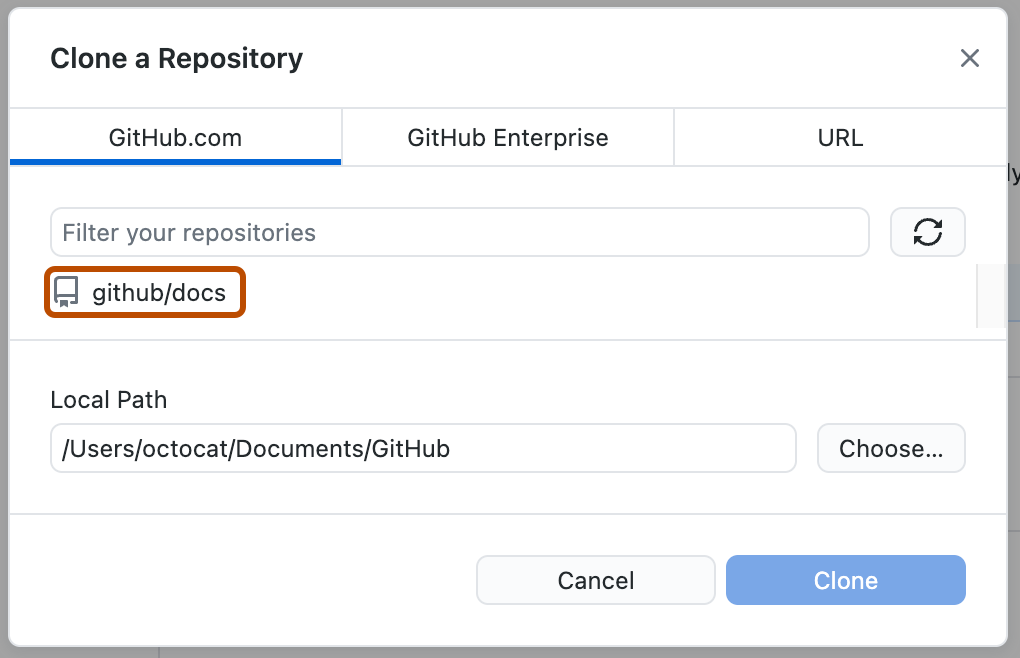 Clone a Repository
GitHub.com GitHub Enterprise URL
Filter your repositories
github/docs
Local Path
/Users/octocat/Documents/GitHub Choose...
Cancel Clone